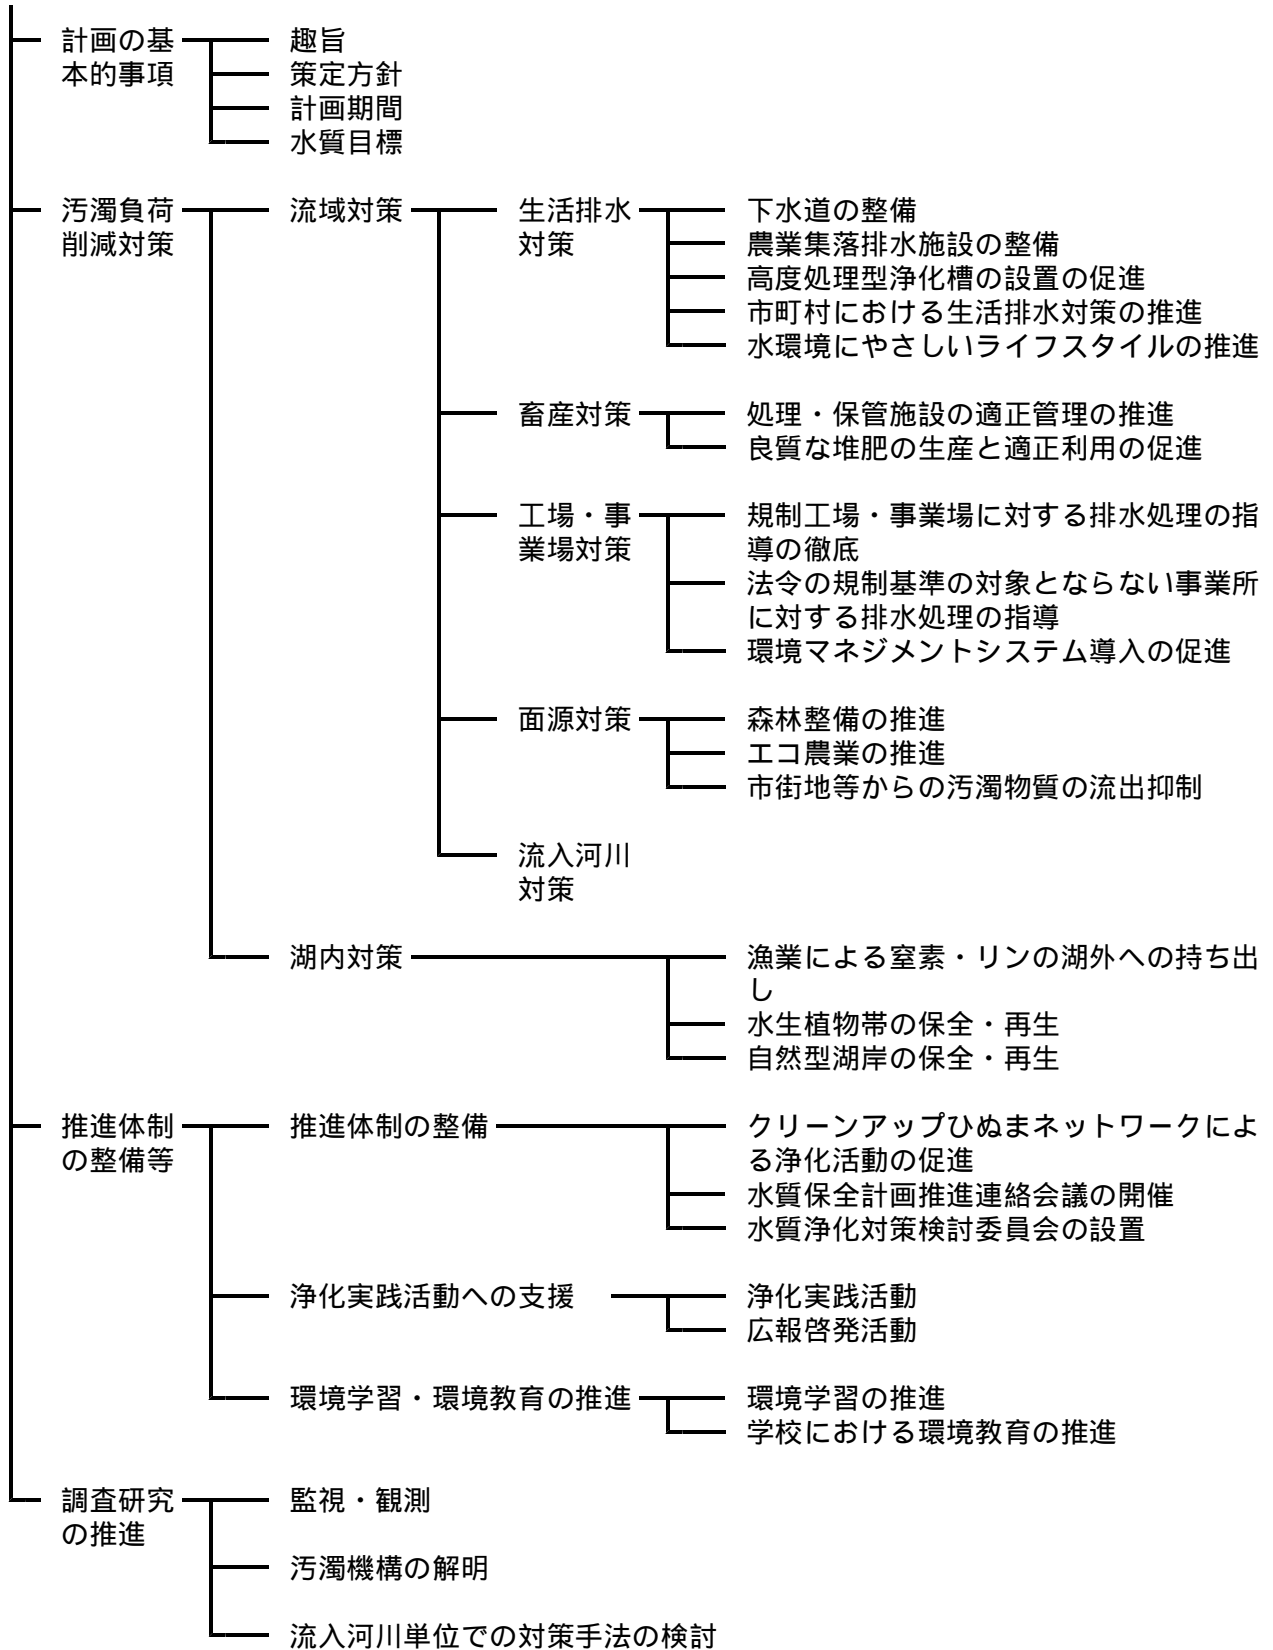 計画の基
本的事項
趣旨
策定方針
計画期間
水質目標
汚濁負荷
削減対策
流域対策
生活排水
対策
下水道の整備
農業集落排水施設の整備
高度処理型浄化槽の設置の促進
市町村における生活排水対策の推進
水環境にやさしいライフスタイルの推進
畜産対策
処理・保管施設の適正管理の推進
良質な堆肥の生産と適正利用の促進
工場・事
業場対策
規制工場・事業場に対する排水処理の指
導の徹底
法令の規制基準の対象とならない事業所
に対する排水処理の指導
環境マネジメントシステム導入の促進
面源対策
森林整備の推進
エコ農業の推進
市街地等からの汚濁物質の流出抑制
流入河川
対策
湖内対策
漁業による窒素・リンの湖外への持ち出
し
水生植物帯の保全・再生
自然型湖岸の保全・再生
推進体制
の整備等
推進体制の整備
クリーンアップひぬまネットワークによ
る浄化活動の促進
水質保全計画推進連絡会議の開催
水質浄化対策検討委員会の設置
浄化実践活動への支援
浄化実践活動
広報啓発活動
環境学習・環境教育の推進
環境学習の推進
学校における環境教育の推進
調査研究
の推進
監視・観測
汚濁機構の解明
流入河川単位での対策手法の検討